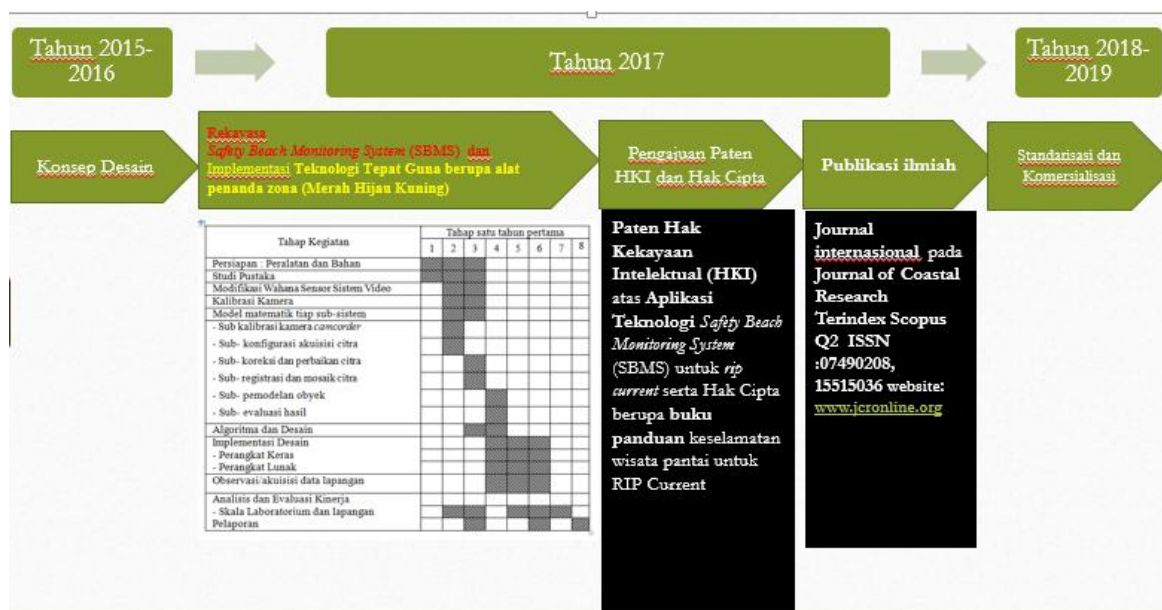 Tahun 2015-
2016
Tahun 2017
Tahun 2018-
2019
Konsep Desain
Rekayasa
Safety Beach Monitoring System (SBMS) dan
Implementasi Teknologi Tepat Guna berupa alat
penanda zona (Merah Hijau Kuning)
Pengajuan Paten
HKI dan Hak Cipta
Publikasi ilmiah
Standarisasi dan
Komersialisasi
Tahap Kegiatan
Tahap satu tahun pertama
1 2 3 4 5 6 7 8
Persiapan : Peralatan dan Bahan
Studi Pustaka
Modifikasi Wahana Sensor Sistem Video
Kalibrasi Kamera
Model matematik tiap sub-sistem
- Sub kalibrasi kamera camcorder
- Sub- konfigurasi akuisisi citra
- Sub- koreksi dan perbaikan citra
- Sub- registrasi dan mosaik citra
- Sub- pemodelan obyek
- Sub- evaluasi hasil
Algoritma dan Desain
Implementasi Desain
- Perangkat Keras
- Perangkat Lunak
Observasi/akuisisi data lapangan
Analisis dan Evaluasi Kinerja
- Skala Laboratorium dan lapangan
Pelaporan
Paten Hak
Kekayaan
Intelektual (HKI)
atas Aplikasi
Teknologi Safety Beach
Monitoring System
(SBMS) untuk rip
current serta Hak Cipta
berupa buku
panduan keselamatan
wisata pantai untuk
RIP Current
Journal
internasional pada
Journal of Coastal
Research
Terindex Scopus
Q2 ISSN
:07490208,
15515036 website:
www.jcronline.org